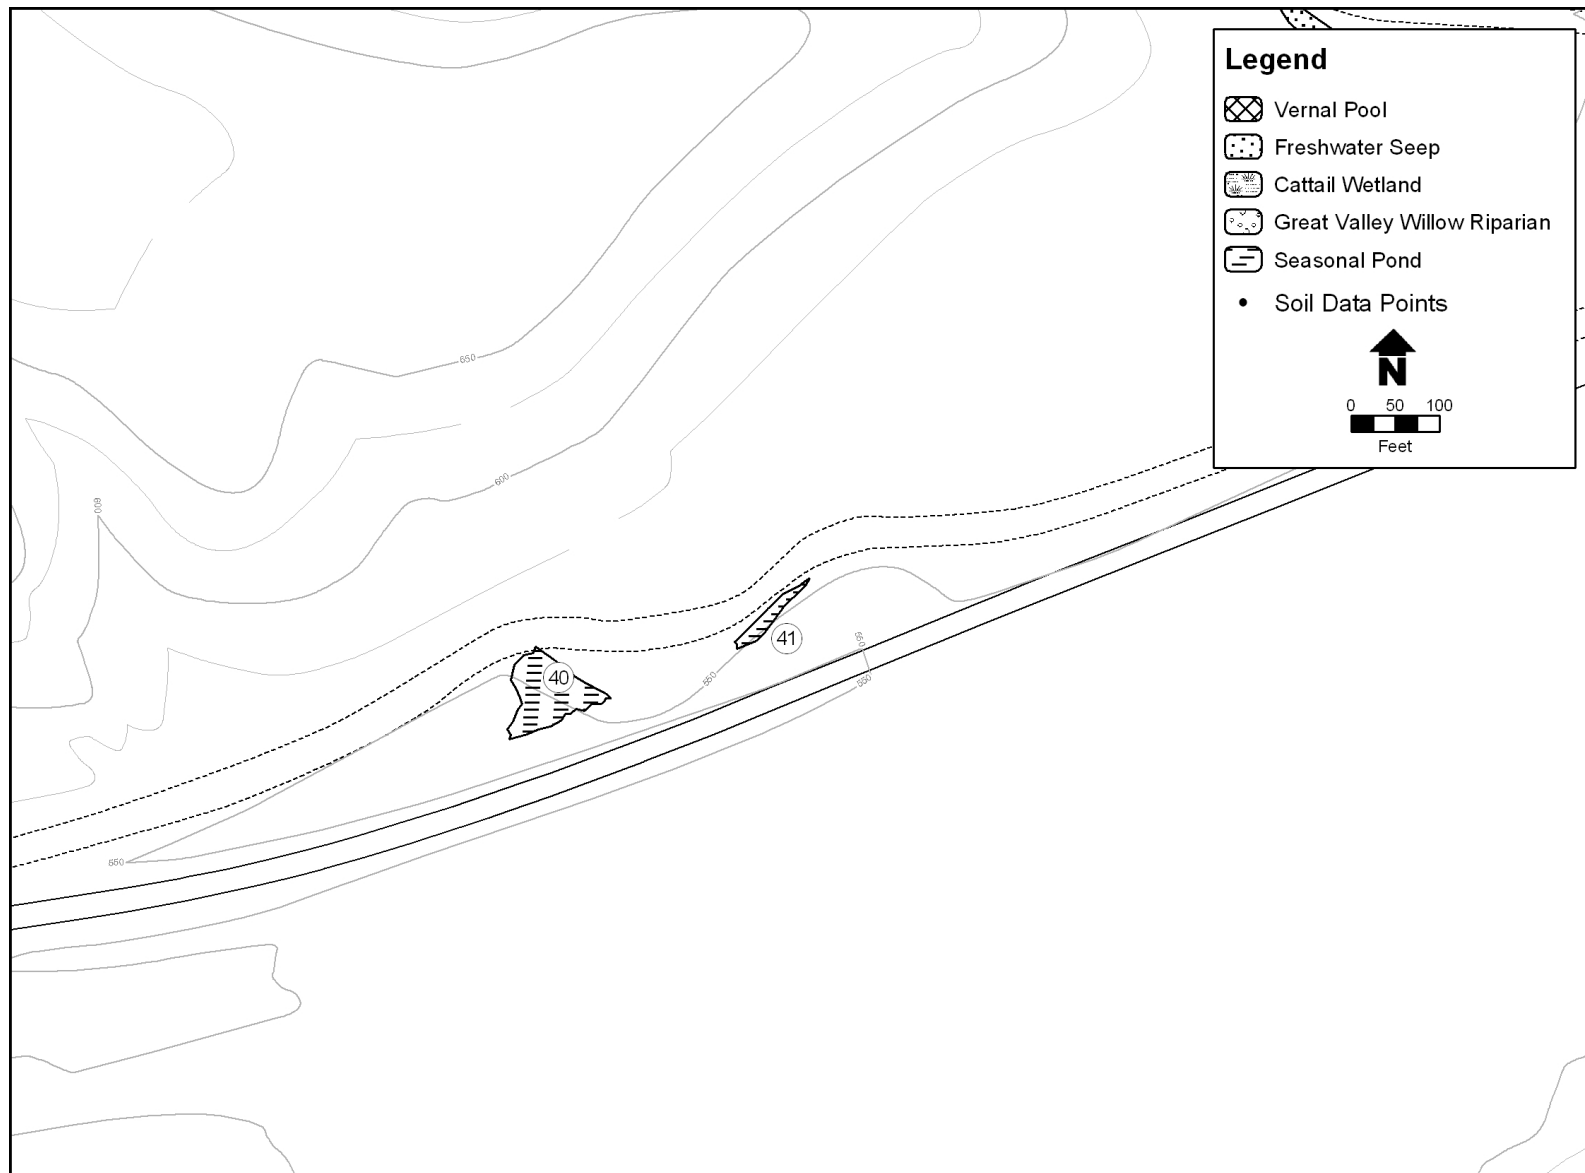 Legend
Vernal Pool
Freshwater Seep
Cattail Wetland
Great Valley Willow Riparian
Seasonal Pond
Soil Data Points
N
0 50 100
Feet
650
600
600
41
550
40
550
550
550